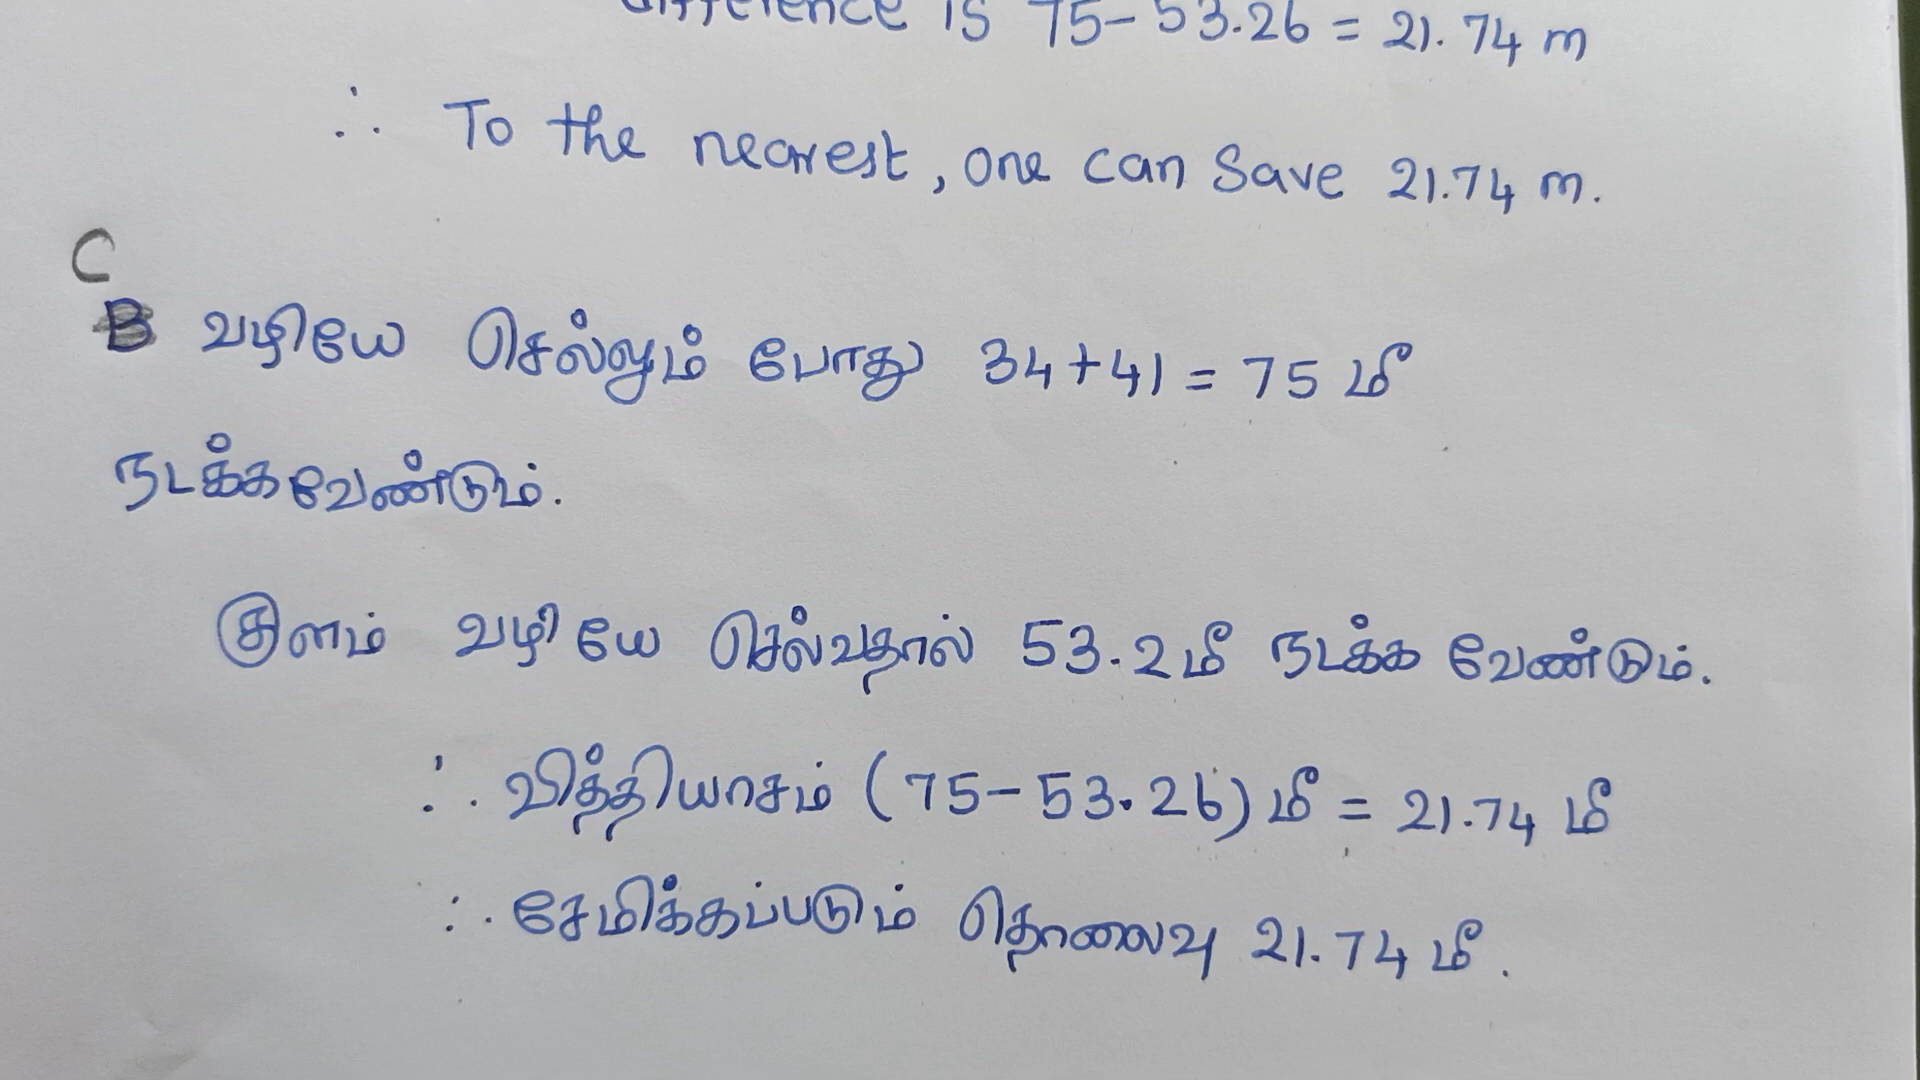 difference is 75-53.26 = 21.74 m
∴ To the nearest, one can save 21.74 m.
C
B வழியே செல்லும் போது 34+41 = 75 மீ
நடக்கவேண்டும்.
குளம் வழியே செல்வதால் 53.2மீ நடக்க வேண்டும்.
∴ வித்தியாசம் (75-53.26) மீ = 21.74 மீ
∴ சேமிக்கப்படும் தொலைவு 21.74 மீ.